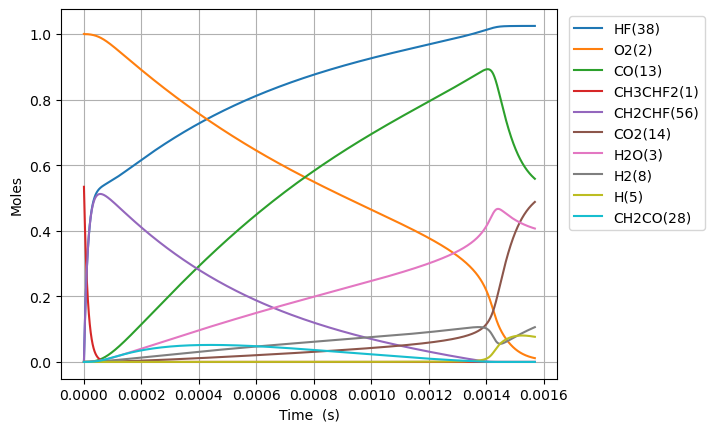 1.0
0.8
0.6
0.4
0.2
0.0
Moles
0.0000 0.0002 0.0004 0.0006 0.0008 0.0010 0.0012 0.0014 0.0016
Time (s)
HF(38)
O2(2)
CO(13)
CH3CHF2(1)
CH2CHF(56)
CO2(14)
H2O(3)
H2(8)
H(5)
CH2CO(28)